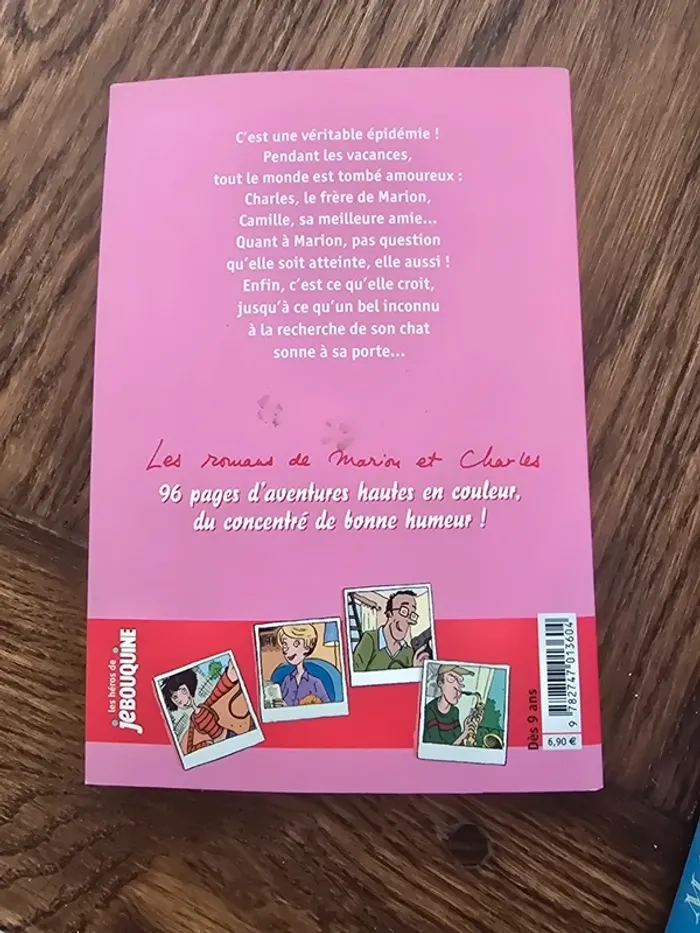 C'est une véritable épidémie !
Pendant les vacances,
tout le monde est tombé amoureux :
Charles, le frère de Marion,
Camille, sa meilleure amie...
Quant à Marion, pas question
qu'elle soit atteinte, elle aussi !
Enfin, c'est ce qu'elle croit,
jusqu'à ce qu'un bel inconnu
à la recherche de son chat
sonne à sa porte...
Les romans de Marion et Charles
96 pages d'aventures hautes en couleur,
du concentré de bonne humeur !
les héros de
JEBOUQUINE
Dès 9 ans
9 782747 013604
6,90 €